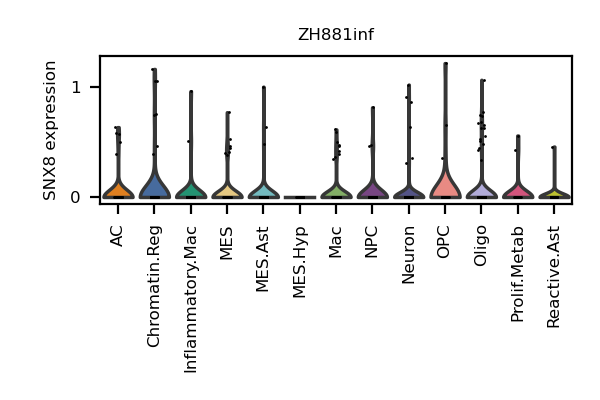 ZH881inf
SNX8 expression
1
0
AC
Chromatin.Reg
Inflammatory.Mac
MES
MES.Ast
MES.Hyp
Mac
NPC
Neuron
OPC
Oligo
Prolif.Metab
Reactive.Ast